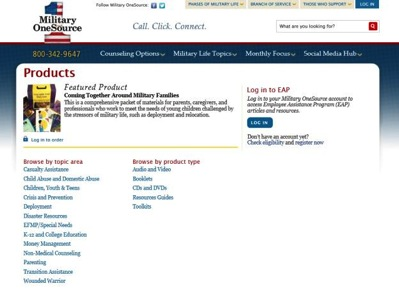 Military
OneSource
Follow Military OneSource:
PHASES OF MILITARY LIFE
BRANCH OF SERVICE
THOSE WHO SUPPORT
LOG IN
Call. Click. Connect.
What are you looking for?
800-342-9647
Counseling Options
Military Life Topics
Monthly Focus
Social Media Hub
Products
Featured Product
Coming Together Around Military Families
This is a comprehensive packet of materials for parents, caregivers, and
professionals who work to meet the needs of young children challenged by
the stressors of military life, such as deployment and relocation.
Log in to order
Log in to EAP
Log in to your Military OneSource account to
access Employee Assistance Program (EAP)
articles and resources.
LOG IN
Don't have an account yet?
Check eligibility and register now
Browse by topic area
Casualty Assistance
Child Abuse and Domestic Abuse
Children, Youth & Teens
Crisis and Prevention
Deployment
Disaster Resources
EFMP/Special Needs
K-12 and College Education
Money Management
Non-Medical Counseling
Parenting
Transition Assistance
Wounded Warrior
Browse by product type
Audio and Video
Booklets
CDs and DVDs
Resources Guides
Toolkits